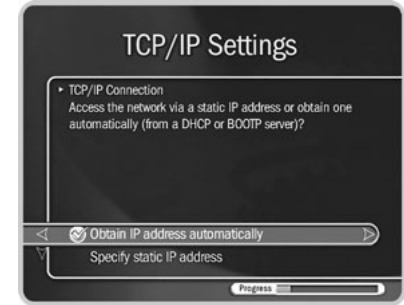 TCP/IP Settings
TCP/IP Connection
Access the network via a static IP address or obtain one
automatically (from a DHCP or BOOTP server)?
Obtain IP address automatically
Specify static IP address
Progress